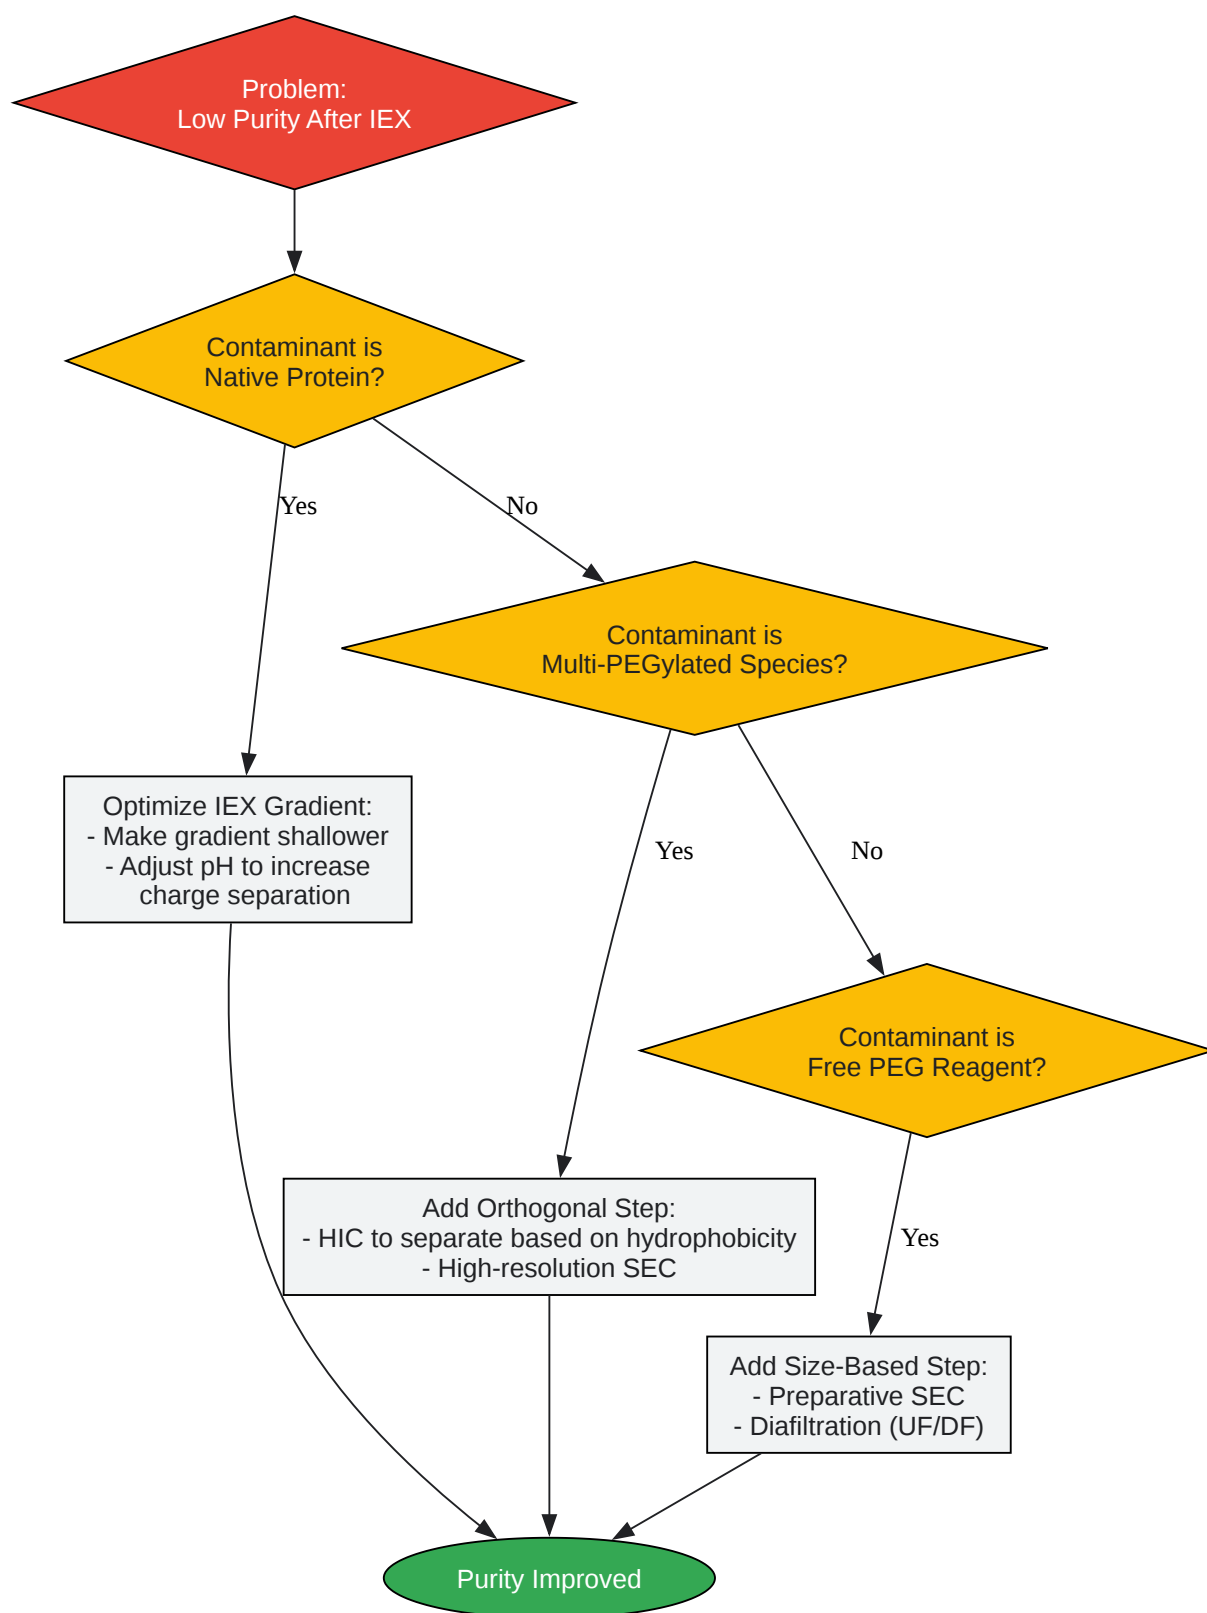 Problem:
Low Purity After IEX
Contaminant is
Native Protein?
Yes
No
Contaminant is
Multi-PEGylated Species?
Optimize IEX Gradient:
- Make gradient shallower
- Adjust pH to increase
charge separation
Yes
No
Contaminant is
Free PEG Reagent?
Add Orthogonal Step:
- HIC to separate based on hydrophobicity
- High-resolution SEC
Yes
Add Size-Based Step:
- Preparative SEC
- Diafiltration (UF/DF)
Purity Improved